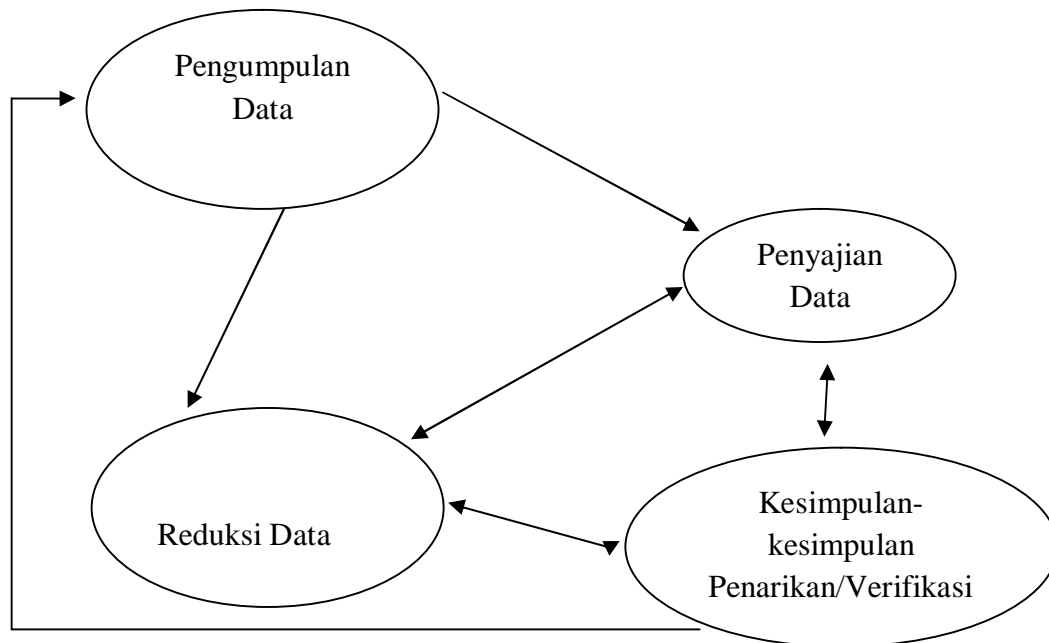 Pengumpulan
Data
Penyajian
Data
Reduksi Data
Kesimpulan-
kesimpulan
Penarikan/Verifikasi